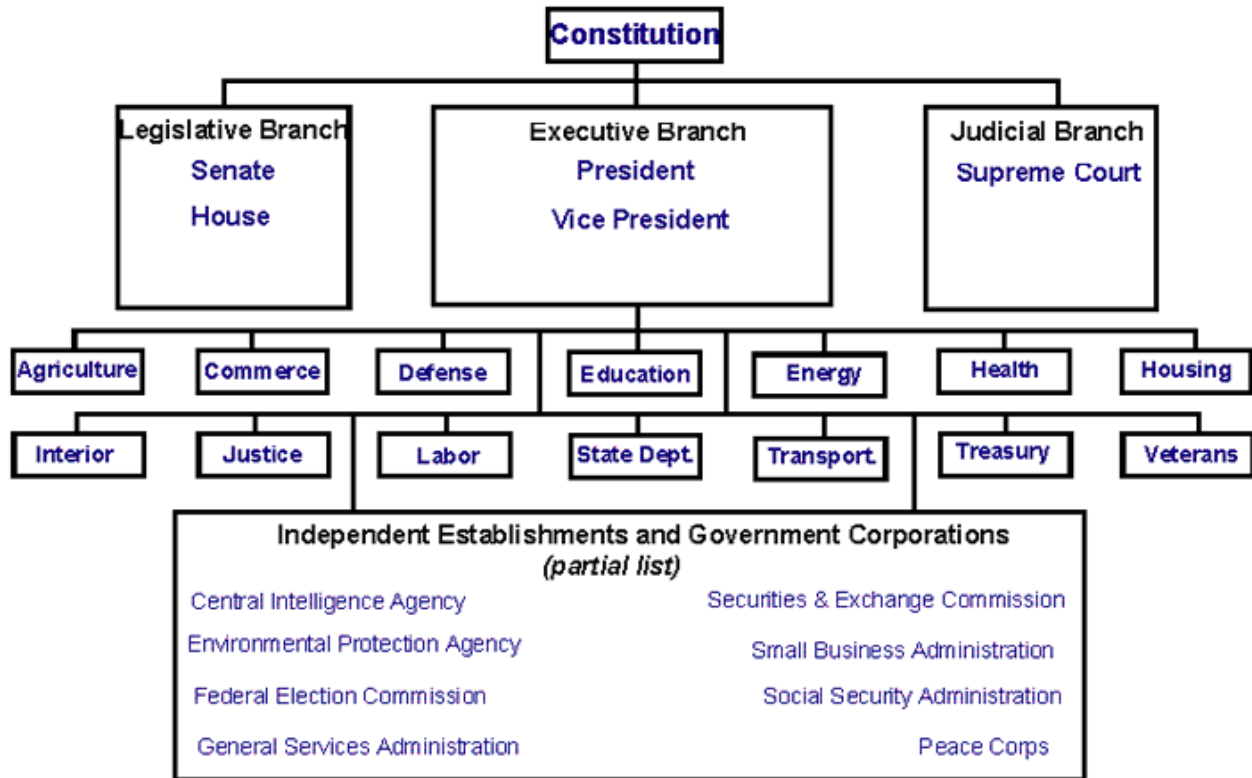 Constitution
Legislative Branch
Senate
House
Executive Branch
President
Vice President
Judicial Branch
Supreme Court
Agriculture
Commerce
Defense
Education
Energy
Health
Housing
Interior
Justice
Labor
State Dept.
Transport.
Treasury
Veterans
Independent Establishments and Government Corporations
(partial list)
Central Intelligence Agency
Environmental Protection Agency
Federal Election Commission
General Services Administration
Securities & Exchange Commission
Small Business Administration
Social Security Administration
Peace Corps